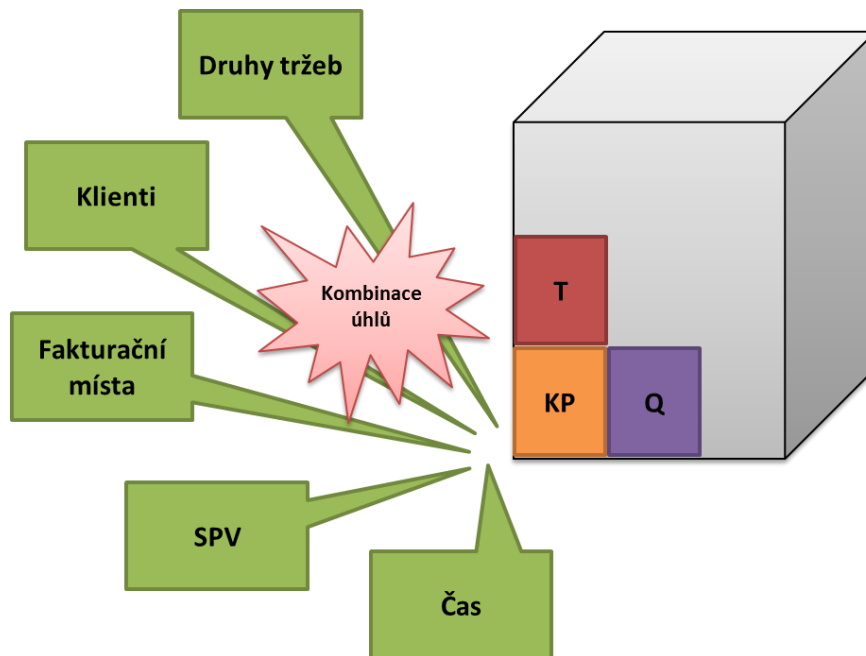 Druhy tržeb
Klienti
Kombinace
úhlů
T
Fakturační
místa
KP
Q
SPV
Čas